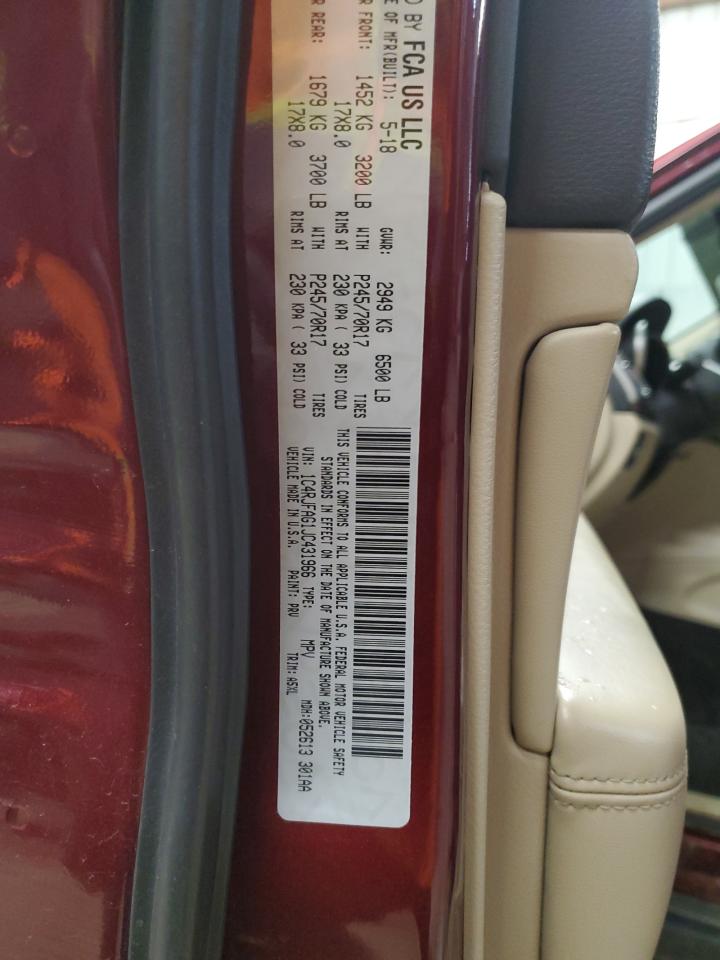 ) BY FCA US LLC
E OF MFR(BUILT): 5-18 GVWR: 2949 KG 6500 LB
R FRONT: 1452 KG 3200 LB WITH P245/70R17 TIRES
17X8.0 RIMS AT 230 KPA ( 33 PSI) COLD
R REAR: 1679 KG 3700 LB WITH P245/70R17 TIRES
17X8.0 RIMS AT 230 KPA ( 33 PSI) COLD
THIS VEHICLE CONFORMS TO ALL APPLICABLE U.S.A. FEDERAL MOTOR VEHICLE SAFETY
STANDARDS IN EFFECT ON THE DATE OF MANUFACTURE SHOWN ABOVE.
VIN: 1C4RJFAG1JC431966 TYPE: MPV MDH:052613 301AA
VEHICLE MADE IN U.S.A. PAINT: PRV TRIM: A5XL